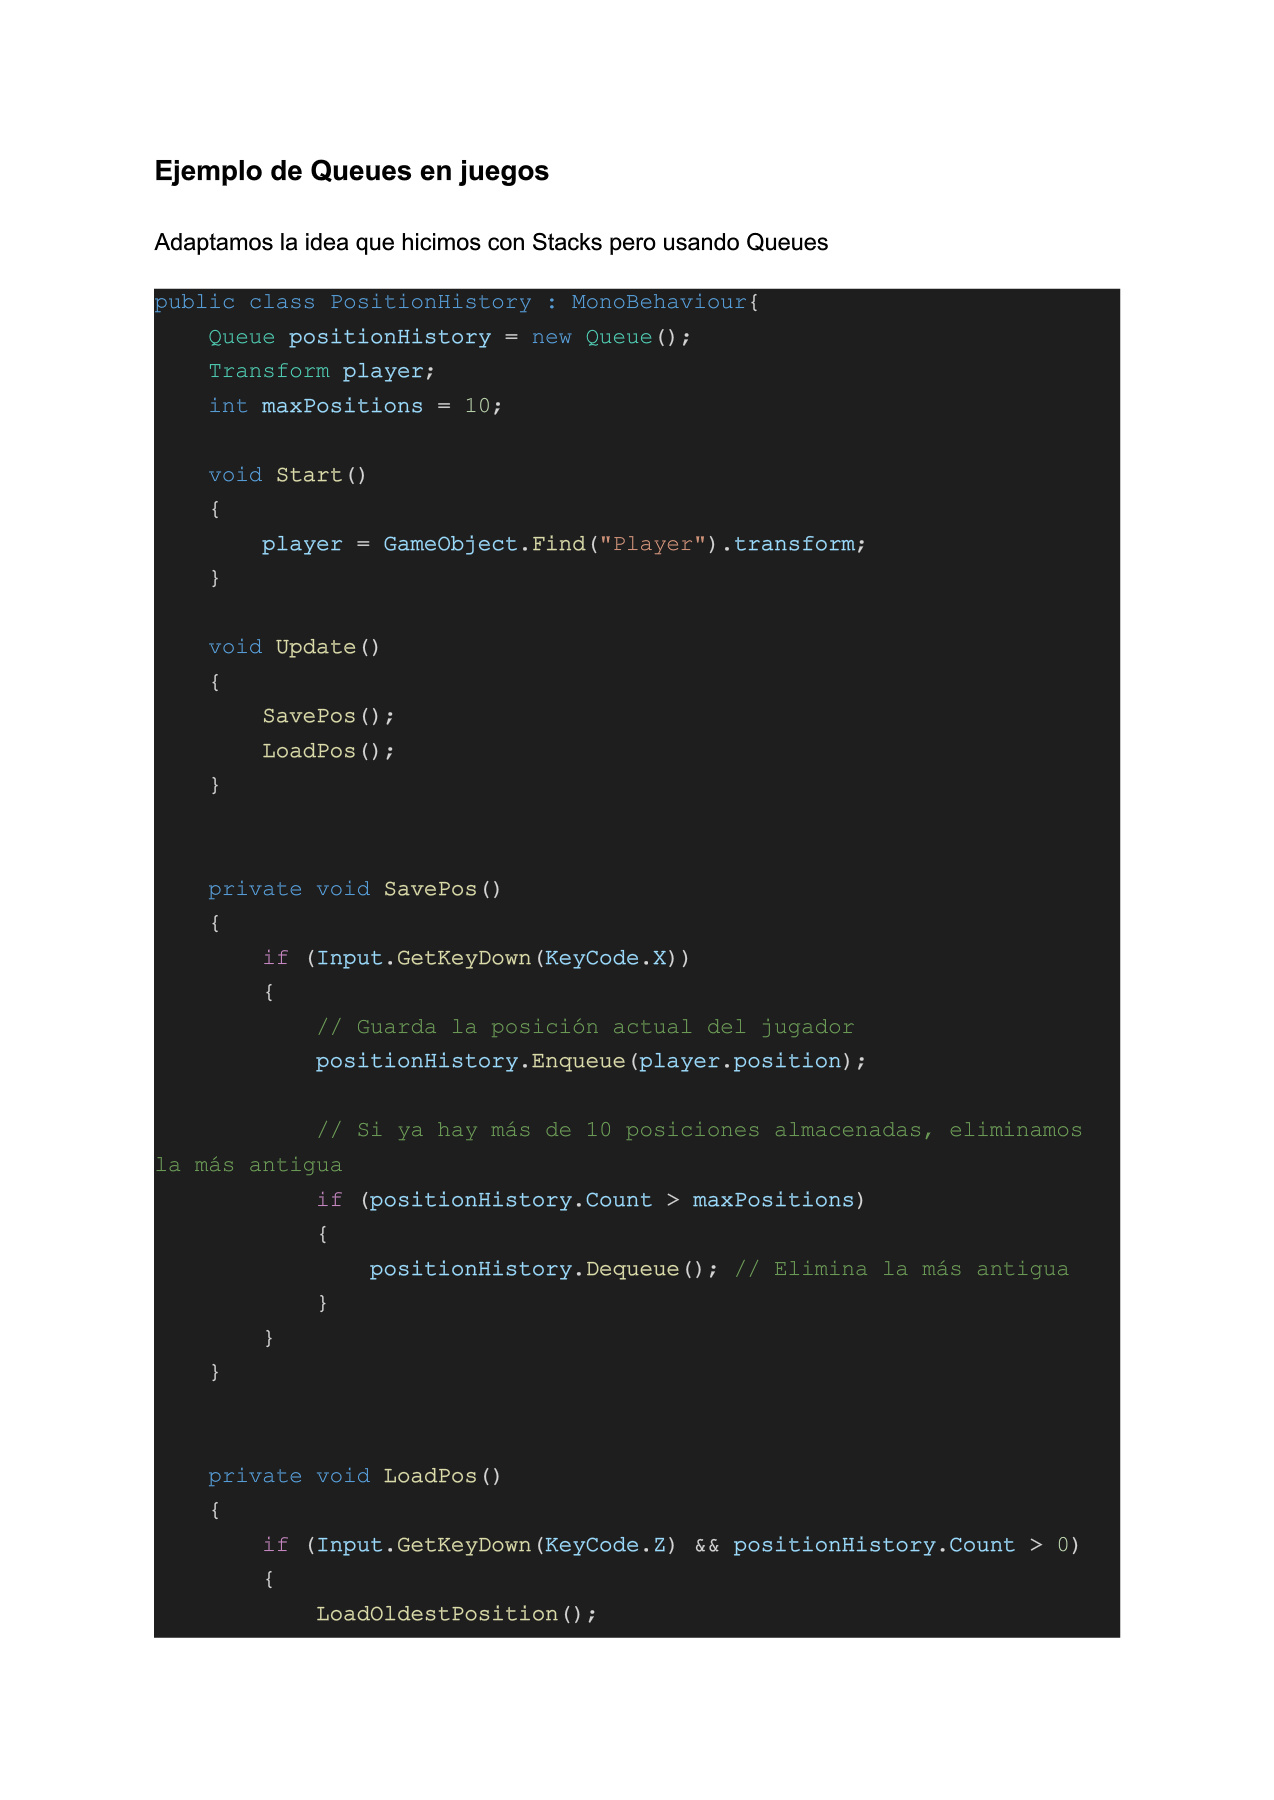 Ejemplo de Queues en juegos
Adaptamos la idea que hicimos con Stacks pero usando Queues
public class PositionHistory : MonoBehaviour{
    Queue positionHistory = new Queue();
    Transform player;
    int maxPositions = 10;
    void Start()
    {
        player = GameObject.Find("Player").transform;
    }
    void Update()
    {
        SavePos();
        LoadPos();
    }
    private void SavePos()
    {
        if (Input.GetKeyDown(KeyCode.X))
        {
            // Guarda la posición actual del jugador
            positionHistory.Enqueue(player.position);
            // Si ya hay más de 10 posiciones almacenadas, eliminamos
la más antigua
            if (positionHistory.Count > maxPositions)
            {
                positionHistory.Dequeue(); // Elimina la más antigua
            }
        }
    }
    private void LoadPos()
    {
        if (Input.GetKeyDown(KeyCode.Z) && positionHistory.Count > 0)
        {
            LoadOldestPosition();